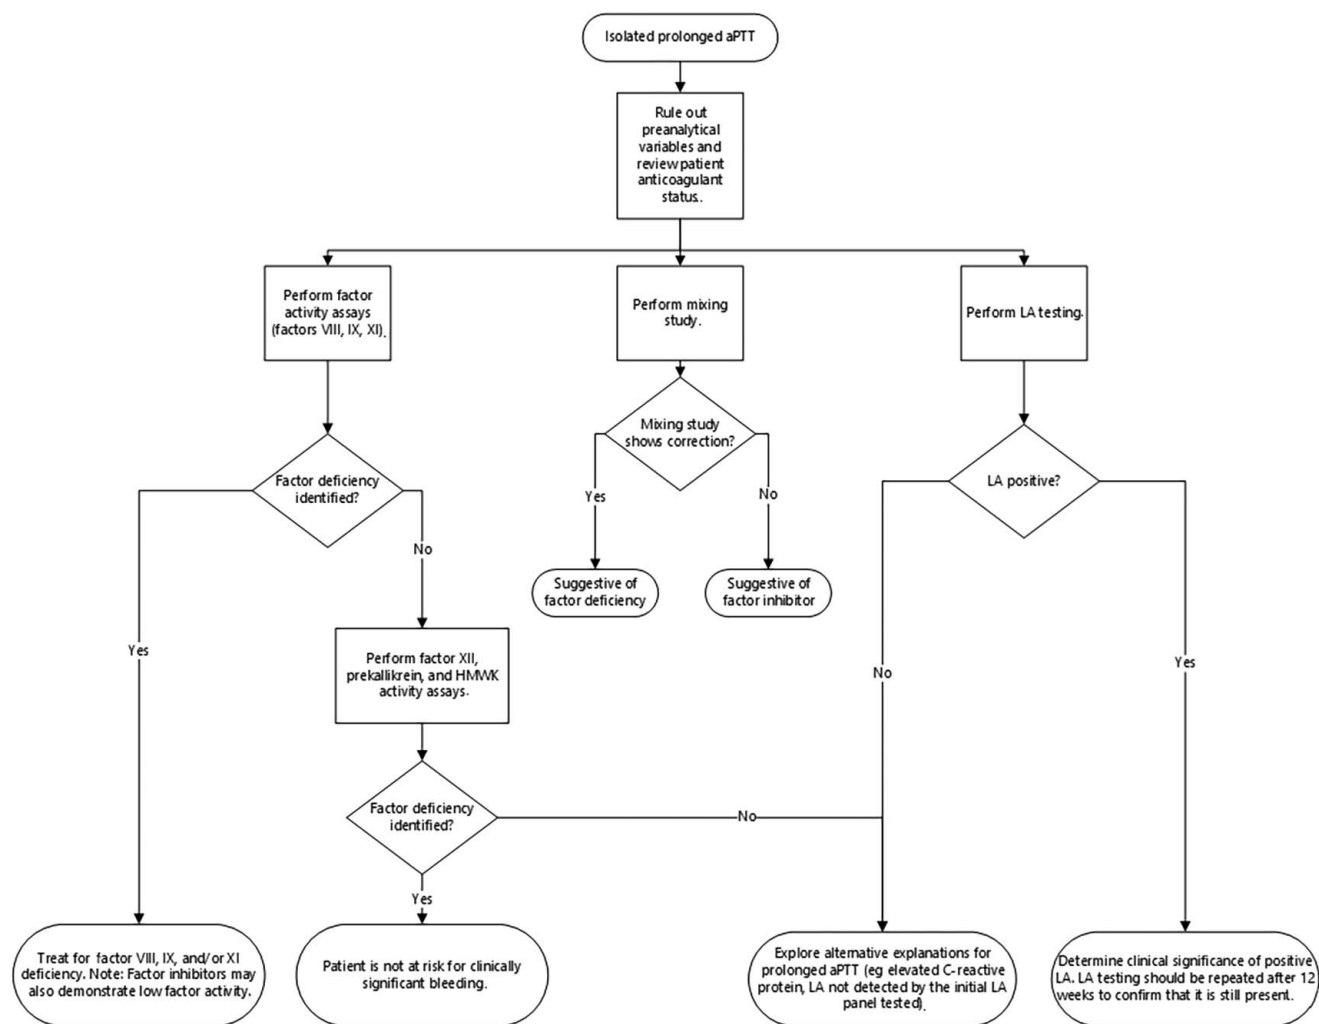 Isolated prolonged aPTT
Rule out
preanalytical
variables and
review patient
anticoagulant
status..
Perform factor
activity assays
(factors VIII, IX, XI).
Perform mixing
study.
Perform LA testing.
Mixing study
shows correction?
Factor deficiency
identified?
LA positive?
Yes
No
No
Suggestive of
factor deficiency
Suggestive of
factor inhibitor
Yes
Perform factor XII,
prekallikrein, and HMWK
activity assays.
No
Yes
Factor deficiency
identified?
No
Yes
Treat for factor VIII, IX, and/or XI
deficiency. Note: Factor inhibitors may
also demonstrate low factor activity.
Patient is not at risk for clinically
significant bleeding.
Explore alternative explanations for
prolonged aPTT (eg elevated C-reactive
protein, LA not detected by the initial LA
panel tested).
Determine clinical significance of positive
LA. LA testing should be repeated after 12
weeks to confirm that it is still present.